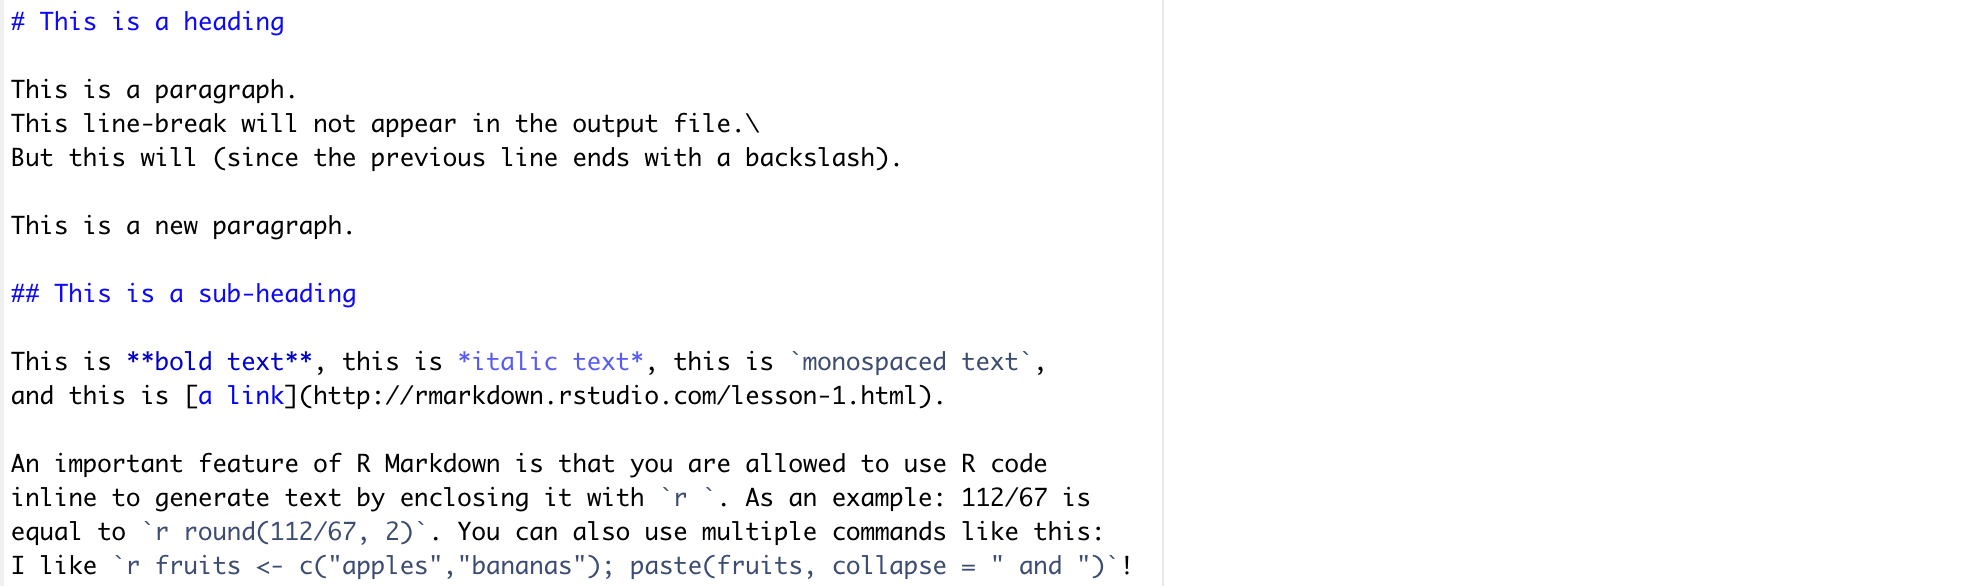 # This is a heading
This is a paragraph.
This line-break will not appear in the output file.\
But this will (since the previous line ends with a backslash).
This is a new paragraph.
## This is a sub-heading
This is **bold text**, this is *italic text*, this is `monospaced text`,
and this is [a link](http://rmarkdown.rstudio.com/lesson-1.html).
An important feature of R Markdown is that you are allowed to use R code
inline to generate text by enclosing it with `r `. As an example: 112/67 is
equal to `r round(112/67, 2)`. You can also use multiple commands like this:
I like `r fruits <- c("apples","bananas"); paste(fruits, collapse = " and ")`!